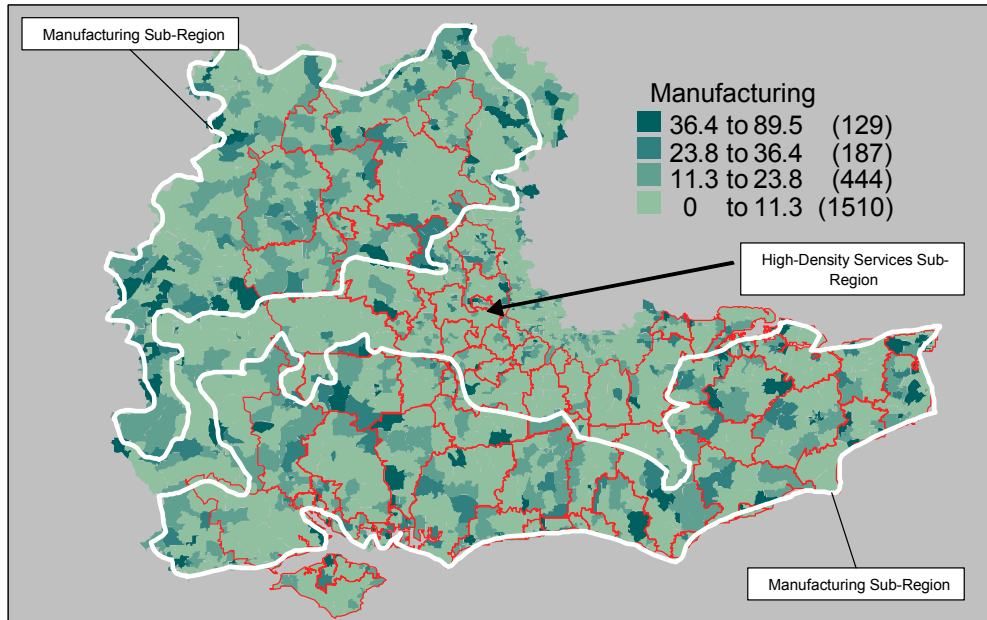 Manufacturing Sub-Region
Manufacturing
36.4 to 89.5 (129)
23.8 to 36.4 (187)
11.3 to 23.8 (444)
0 to 11.3 (1510)
High-Density Services Sub-
Region
Manufacturing Sub-Region